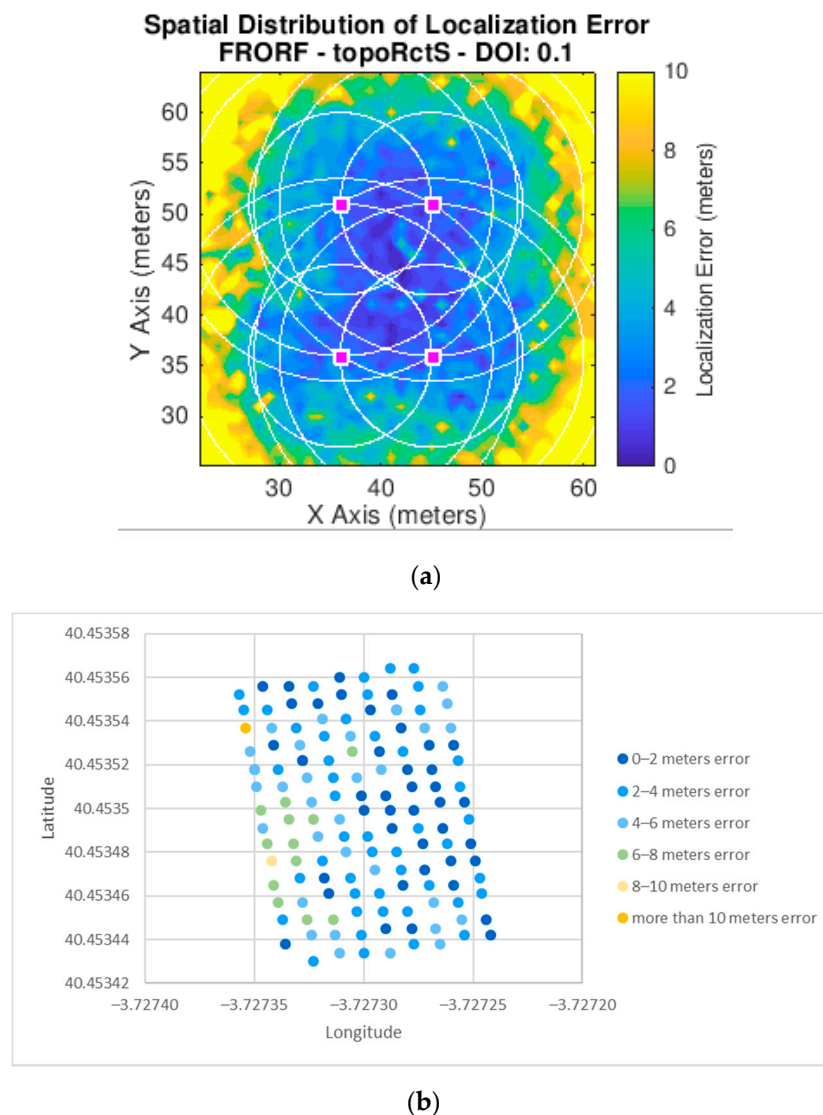 Spatial Distribution of Localization Error
FRORF - topoRctS - DOI: 0.1
60
55
50
45
40
35
30
Y Axis (meters)
30 40 50 60
X Axis (meters)
10
8
6
4
2
0
Localization Error (meters)
(a)
40.45358
40.45356
40.45354
40.45352
40.4535
40.45348
40.45346
40.45344
40.45342
Latitude
−3.72740 −3.72735 −3.72730 −3.72725 −3.72720
Longitude
0–2 meters error
2–4 meters error
4–6 meters error
6–8 meters error
8–10 meters error
more than 10 meters error
(b)